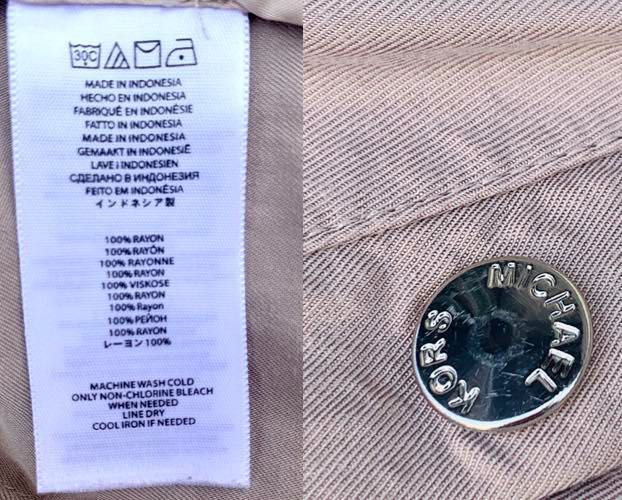 30C
MADE IN INDONESIA
HECHO EN INDONESIA
FABRIQUÉ EN INDONÉSIE
FATTO IN INDONESIA
MADE IN INDONESIA
GEMAAKT IN INDONESIË
LAVE I INDONESIEN
СДЕЛАНО В ИНДОНЕЗИЯ
FEITO EM INDONÉSIA
インドネシア製
100% RAYON
100% RAYÓN
100% RAYONNE
100% RAYON
100% VISKOSE
100% RAYON
100% Rayon
100% РЕЙОН
100% RAYON
レーヨン 100%
MACHINE WASH COLD
ONLY NON-CHLORINE BLEACH
WHEN NEEDED
LINE DRY
COOL IRON IF NEEDED
MICHAEL
KORS